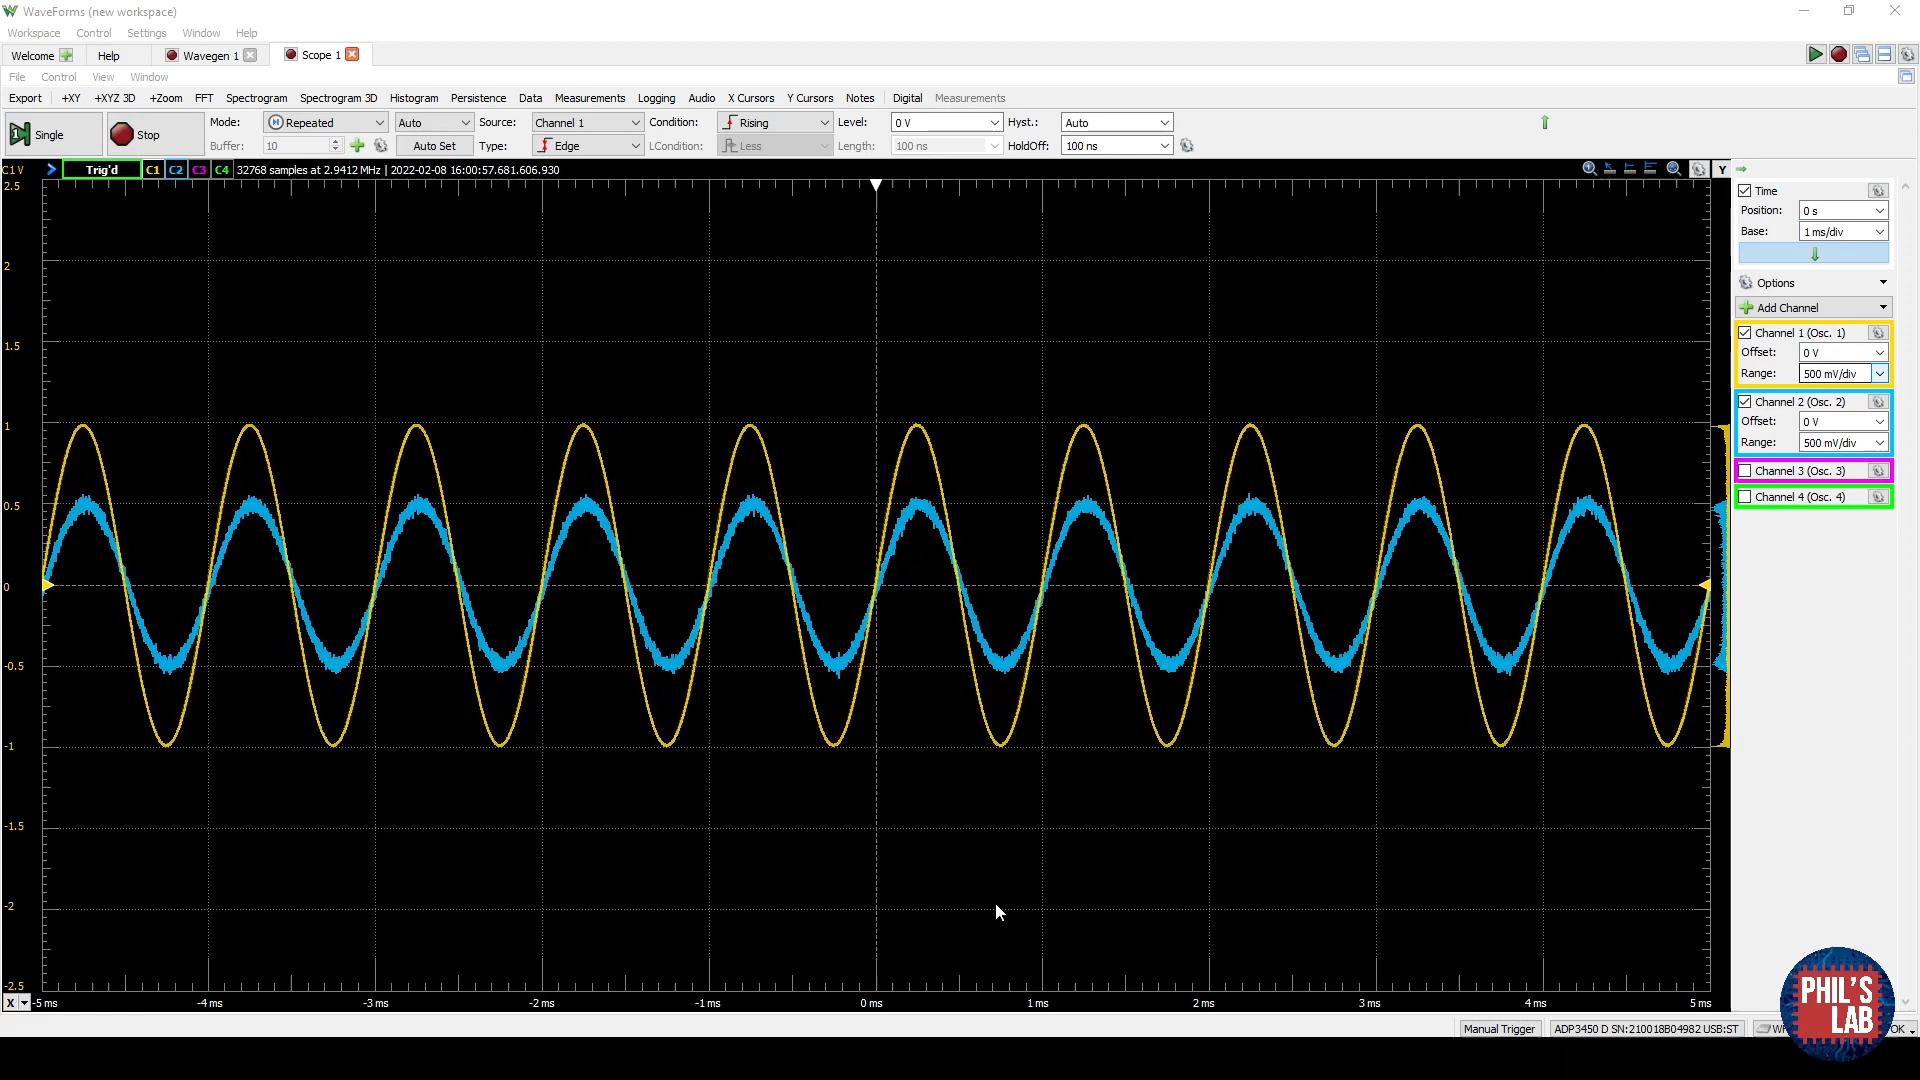 WaveForms (new workspace)
Workspace Control Settings Window Help
Welcome Help Wavegen 1 Scope 1
File Control View Window
Export +XY +XYZ 3D +Zoom FFT Spectrogram Spectrogram 3D Histogram Persistence Data Measurements Logging Audio X Cursors Y Cursors Notes Digital Measurements
Single Stop Mode: Repeated Auto Source: Channel 1 Condition: Rising Level: 0 V Hyst.: Auto
Buffer: 10 Auto Set Type: Edge LCondition: Less Length: 100 ns HoldOff: 100 ns
C1 V Trig'd C1 C2 C3 C4 32768 samples at 2.9412 MHz | 2022-02-08 16:00:57.681.606.930 Y
2.5
2
1.5
1
0.5
0
-0.5
-1
-1.5
-2
-2.5
X -5 ms -4 ms -3 ms -2 ms -1 ms 0 ms 1 ms 2 ms 3 ms 4 ms 5 ms
Time
Position: 0 s
Base: 1 ms/div
Options
Add Channel
Channel 1 (Osc. 1)
Offset: 0 V
Range: 500 mV/div
Channel 2 (Osc. 2)
Offset: 0 V
Range: 500 mV/div
Channel 3 (Osc. 3)
Channel 4 (Osc. 4)
Manual Trigger ADP3450 D SN:210018B04982 USB:ST OK
PHIL'S
LAB